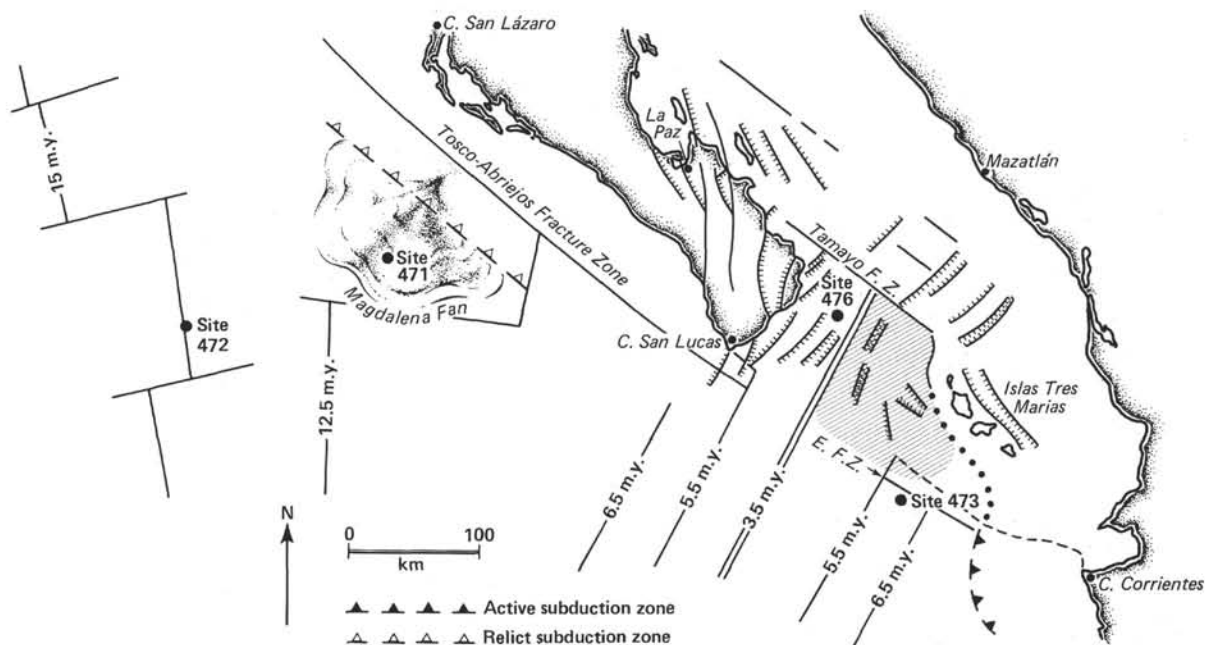 C. San Lázaro
15 m.y.
La
Paz
Tosco-Abriejos Fracture Zone
Mazatlán
Site
471
Magdalena Fan
Tamayo F. Z.
Site
476
Site
472
C. San Lucas
12.5 m.y.
Islas Tres
Marias
E. F.Z.
6.5 m.y.
5.5 m.y.
3.5 m.y.
Site 473
5.5 m.y.
6.5 m.y.
N
0 100
km
C. Corrientes
Active subduction zone
Relict subduction zone